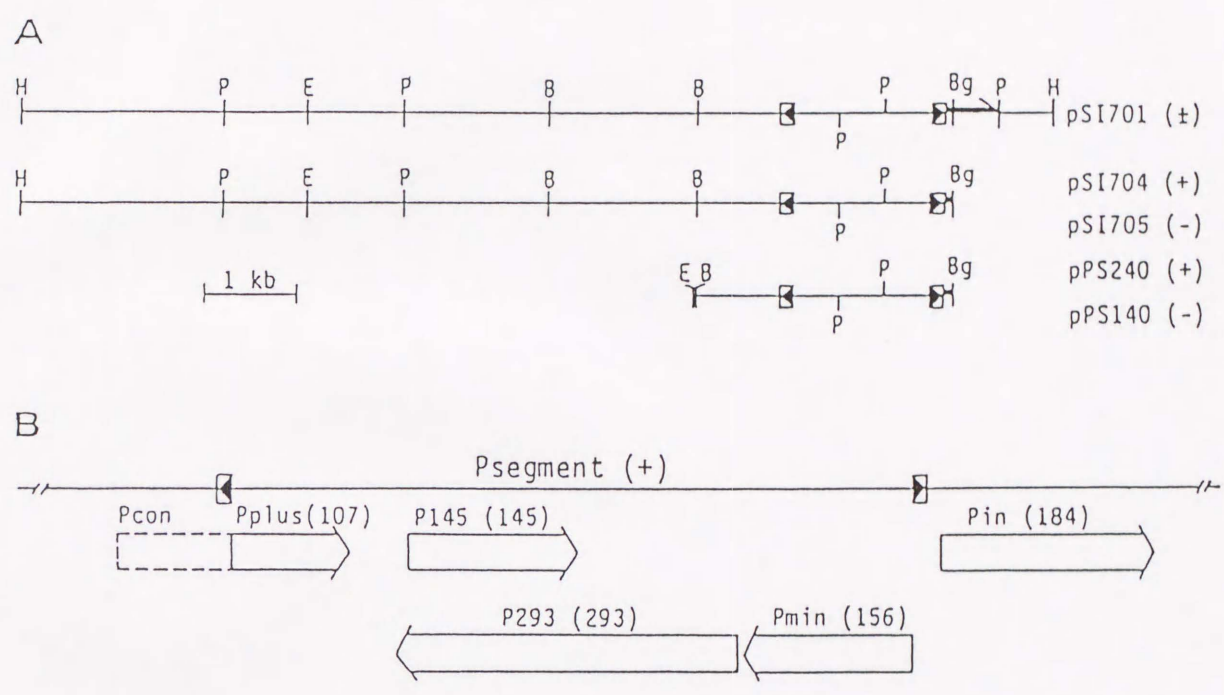 A
H P E P B B P Bg P H
pSI701 (±)
P
H P E P B B P Bg
pSI704 (+)
P
pSI705 (-)
1 kb
E B P Bg
pPS240 (+)
P
pPS140 (-)
B
Psegment (+)
Pcon Pplus(107) P145 (145) Pin (184)
P293 (293) Pmin (156)